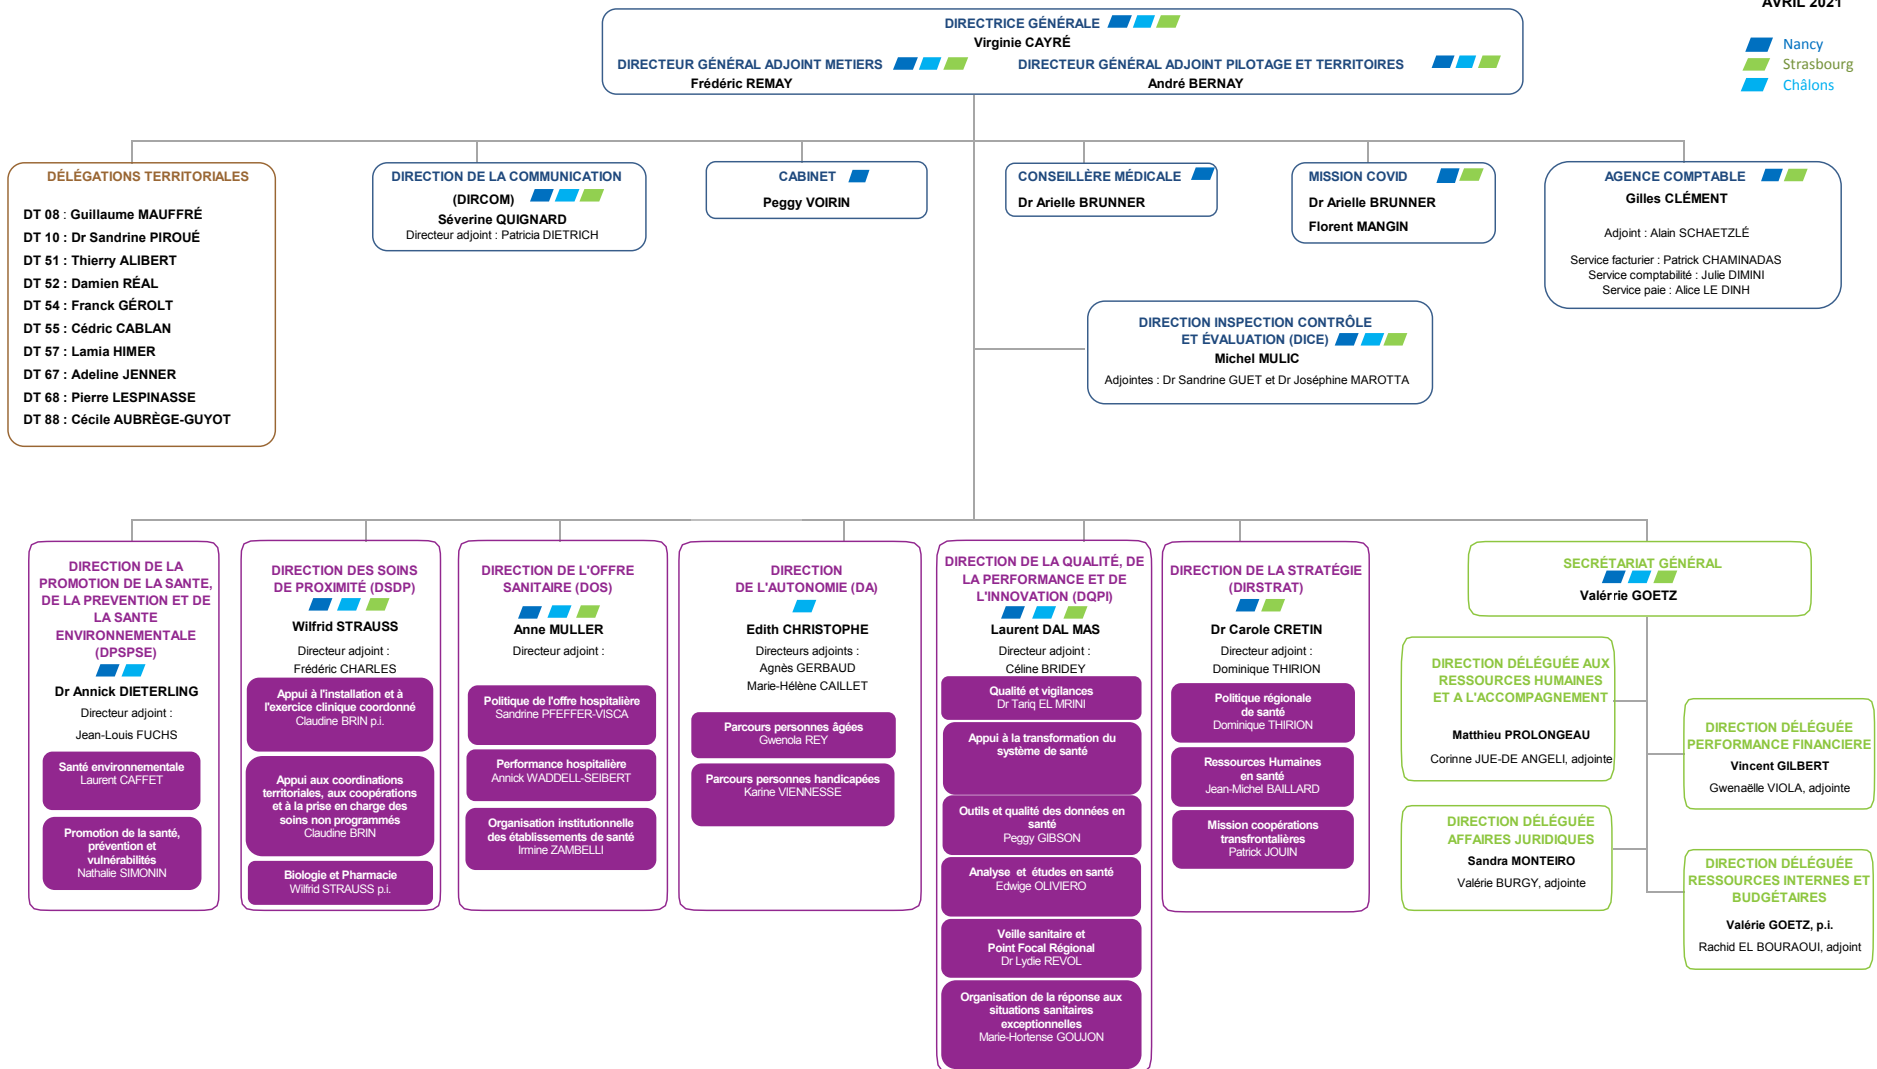 AVRIL 2021
Nancy
Strasbourg
Châlons
DIRECTRICE GÉNÉRALE
Virginie CAYRÉ
DIRECTEUR GÉNÉRAL ADJOINT METIERS
Frédéric REMAY
DIRECTEUR GÉNÉRAL ADJOINT PILOTAGE ET TERRITOIRES
André BERNAY
DÉLÉGATIONS TERRITORIALES
DT 08 : Guillaume MAUFFRÉ
DT 10 : Dr Sandrine PIROUÉ
DT 51 : Thierry ALIBERT
DT 52 : Damien RÉAL
DT 54 : Franck GÉROLT
DT 55 : Cédric CABLAN
DT 57 : Lamia HIMER
DT 67 : Adeline JENNER
DT 68 : Pierre LESPINASSE
DT 88 : Cécile AUBRÈGE-GUYOT
DIRECTION DE LA COMMUNICATION
(DIRCOM)
Séverine QUIGNARD
Directeur adjoint : Patricia DIETRICH
CABINET
Peggy VOIRIN
CONSEILLÈRE MÉDICALE
Dr Arielle BRUNNER
MISSION COVID
Dr Arielle BRUNNER
Florent MANGIN
AGENCE COMPTABLE
Gilles CLÉMENT
Adjoint : Alain SCHAETZLÉ
Service facturier : Patrick CHAMINADAS
Service comptabilité : Julie DIMINI
Service paie : Alice LE DINH
DIRECTION INSPECTION CONTRÔLE
ET ÉVALUATION (DICE)
Michel MULIC
Adjointes : Dr Sandrine GUET et Dr Joséphine MAROTTA
DIRECTION DE LA
PROMOTION DE LA SANTE,
DE LA PREVENTION ET DE
LA SANTE
ENVIRONNEMENTALE
(DPSPSE)
Dr Annick DIETERLING
Directeur adjoint :
Jean-Louis FUCHS
Santé environnementale
Laurent CAFFET
Promotion de la santé,
prévention et
vulnérabilités
Nathalie SIMONIN
DIRECTION DES SOINS
DE PROXIMITÉ (DSDP)
Wilfrid STRAUSS
Directeur adjoint :
Frédéric CHARLES
Appui à l'installation et à
l'exercice clinique coordonné
Claudine BRIN p.i.
Appui aux coordinations
territoriales, aux coopérations
et à la prise en charge des
soins non programmés
Claudine BRIN
Biologie et Pharmacie
Wilfrid STRAUSS p.i.
DIRECTION DE L'OFFRE
SANITAIRE (DOS)
Anne MULLER
Directeur adjoint :
Politique de l'offre hospitalière
Sandrine PFEFFER-VISCA
Performance hospitalière
Annick WADDELL-SEIBERT
Organisation institutionnelle
des établissements de santé
Irmine ZAMBELLI
DIRECTION
DE L'AUTONOMIE (DA)
Edith CHRISTOPHE
Directeurs adjoints :
Agnès GERBAUD
Marie-Hélène CAILLET
Parcours personnes âgées
Gwenola REY
Parcours personnes handicapées
Karine VIENNESSE
DIRECTION DE LA QUALITÉ, DE
LA PERFORMANCE ET DE
L'INNOVATION (DQPI)
Laurent DAL MAS
Directeur adjoint :
Céline BRIDEY
Qualité et vigilances
Dr Tariq EL MRINI
Appui à la transformation du
système de santé
Outils et qualité des données en
santé
Peggy GIBSON
Analyse et études en santé
Edwige OLIVIERO
Veille sanitaire et
Point Focal Régional
Dr Lydie REVOL
Organisation de la réponse aux
situations sanitaires
exceptionnelles
Marie-Hortense GOUJON
DIRECTION DE LA STRATÉGIE
(DIRSTRAT)
Dr Carole CRETIN
Directeur adjoint :
Dominique THIRION
Politique régionale
de santé
Dominique THIRION
Ressources Humaines
en santé
Jean-Michel BAILLARD
Mission coopérations
transfrontalières
Patrick JOUIN
SECRÉTARIAT GÉNÉRAL
Valérrie GOETZ
DIRECTION DÉLÉGUÉE AUX
RESSOURCES HUMAINES
ET A L'ACCOMPAGNEMENT
Matthieu PROLONGEAU
Corinne JUE-DE ANGELI, adjointe
DIRECTION DÉLÉGUÉE
PERFORMANCE FINANCIERE
Vincent GILBERT
Gwenaëlle VIOLA, adjointe
DIRECTION DÉLÉGUÉE
AFFAIRES JURIDIQUES
Sandra MONTEIRO
Valérie BURGY, adjointe
DIRECTION DÉLÉGUÉE
RESSOURCES INTERNES ET
BUDGÉTAIRES
Valérie GOETZ, p.i.
Rachid EL BOURAOUI, adjoint